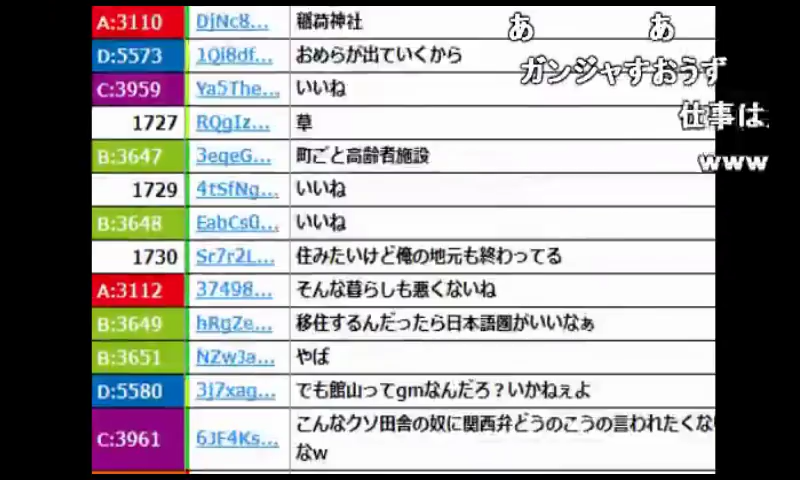 A:3110 DjNc8... 稲荷神社
あ あ
D:5573 1Qi8df... おめらが出ていくから
ガンジャすおうず
C:3959 Ya5The... いいね
仕事は
1727 RQgIz... 草
B:3647 3eqeG... 町ごと高齢者施設
www
1729 4tSfNg... いいね
B:3648 EabCs0... いいね
1730 Sr7r2L... 住みたいけど俺の地元も終わってる
A:3112 37498... そんな暮らしも悪くないね
B:3649 hRgZe... 移住するんだったら日本語圏がいいなぁ
B:3651 NZw3a... やば
D:5580 3j7xag... でも館山ってgmなんだろ？いかねぇよ
C:3961 6JF4Ks... こんなクソ田舎の奴に関西弁どうのこうの言われたくな
なw